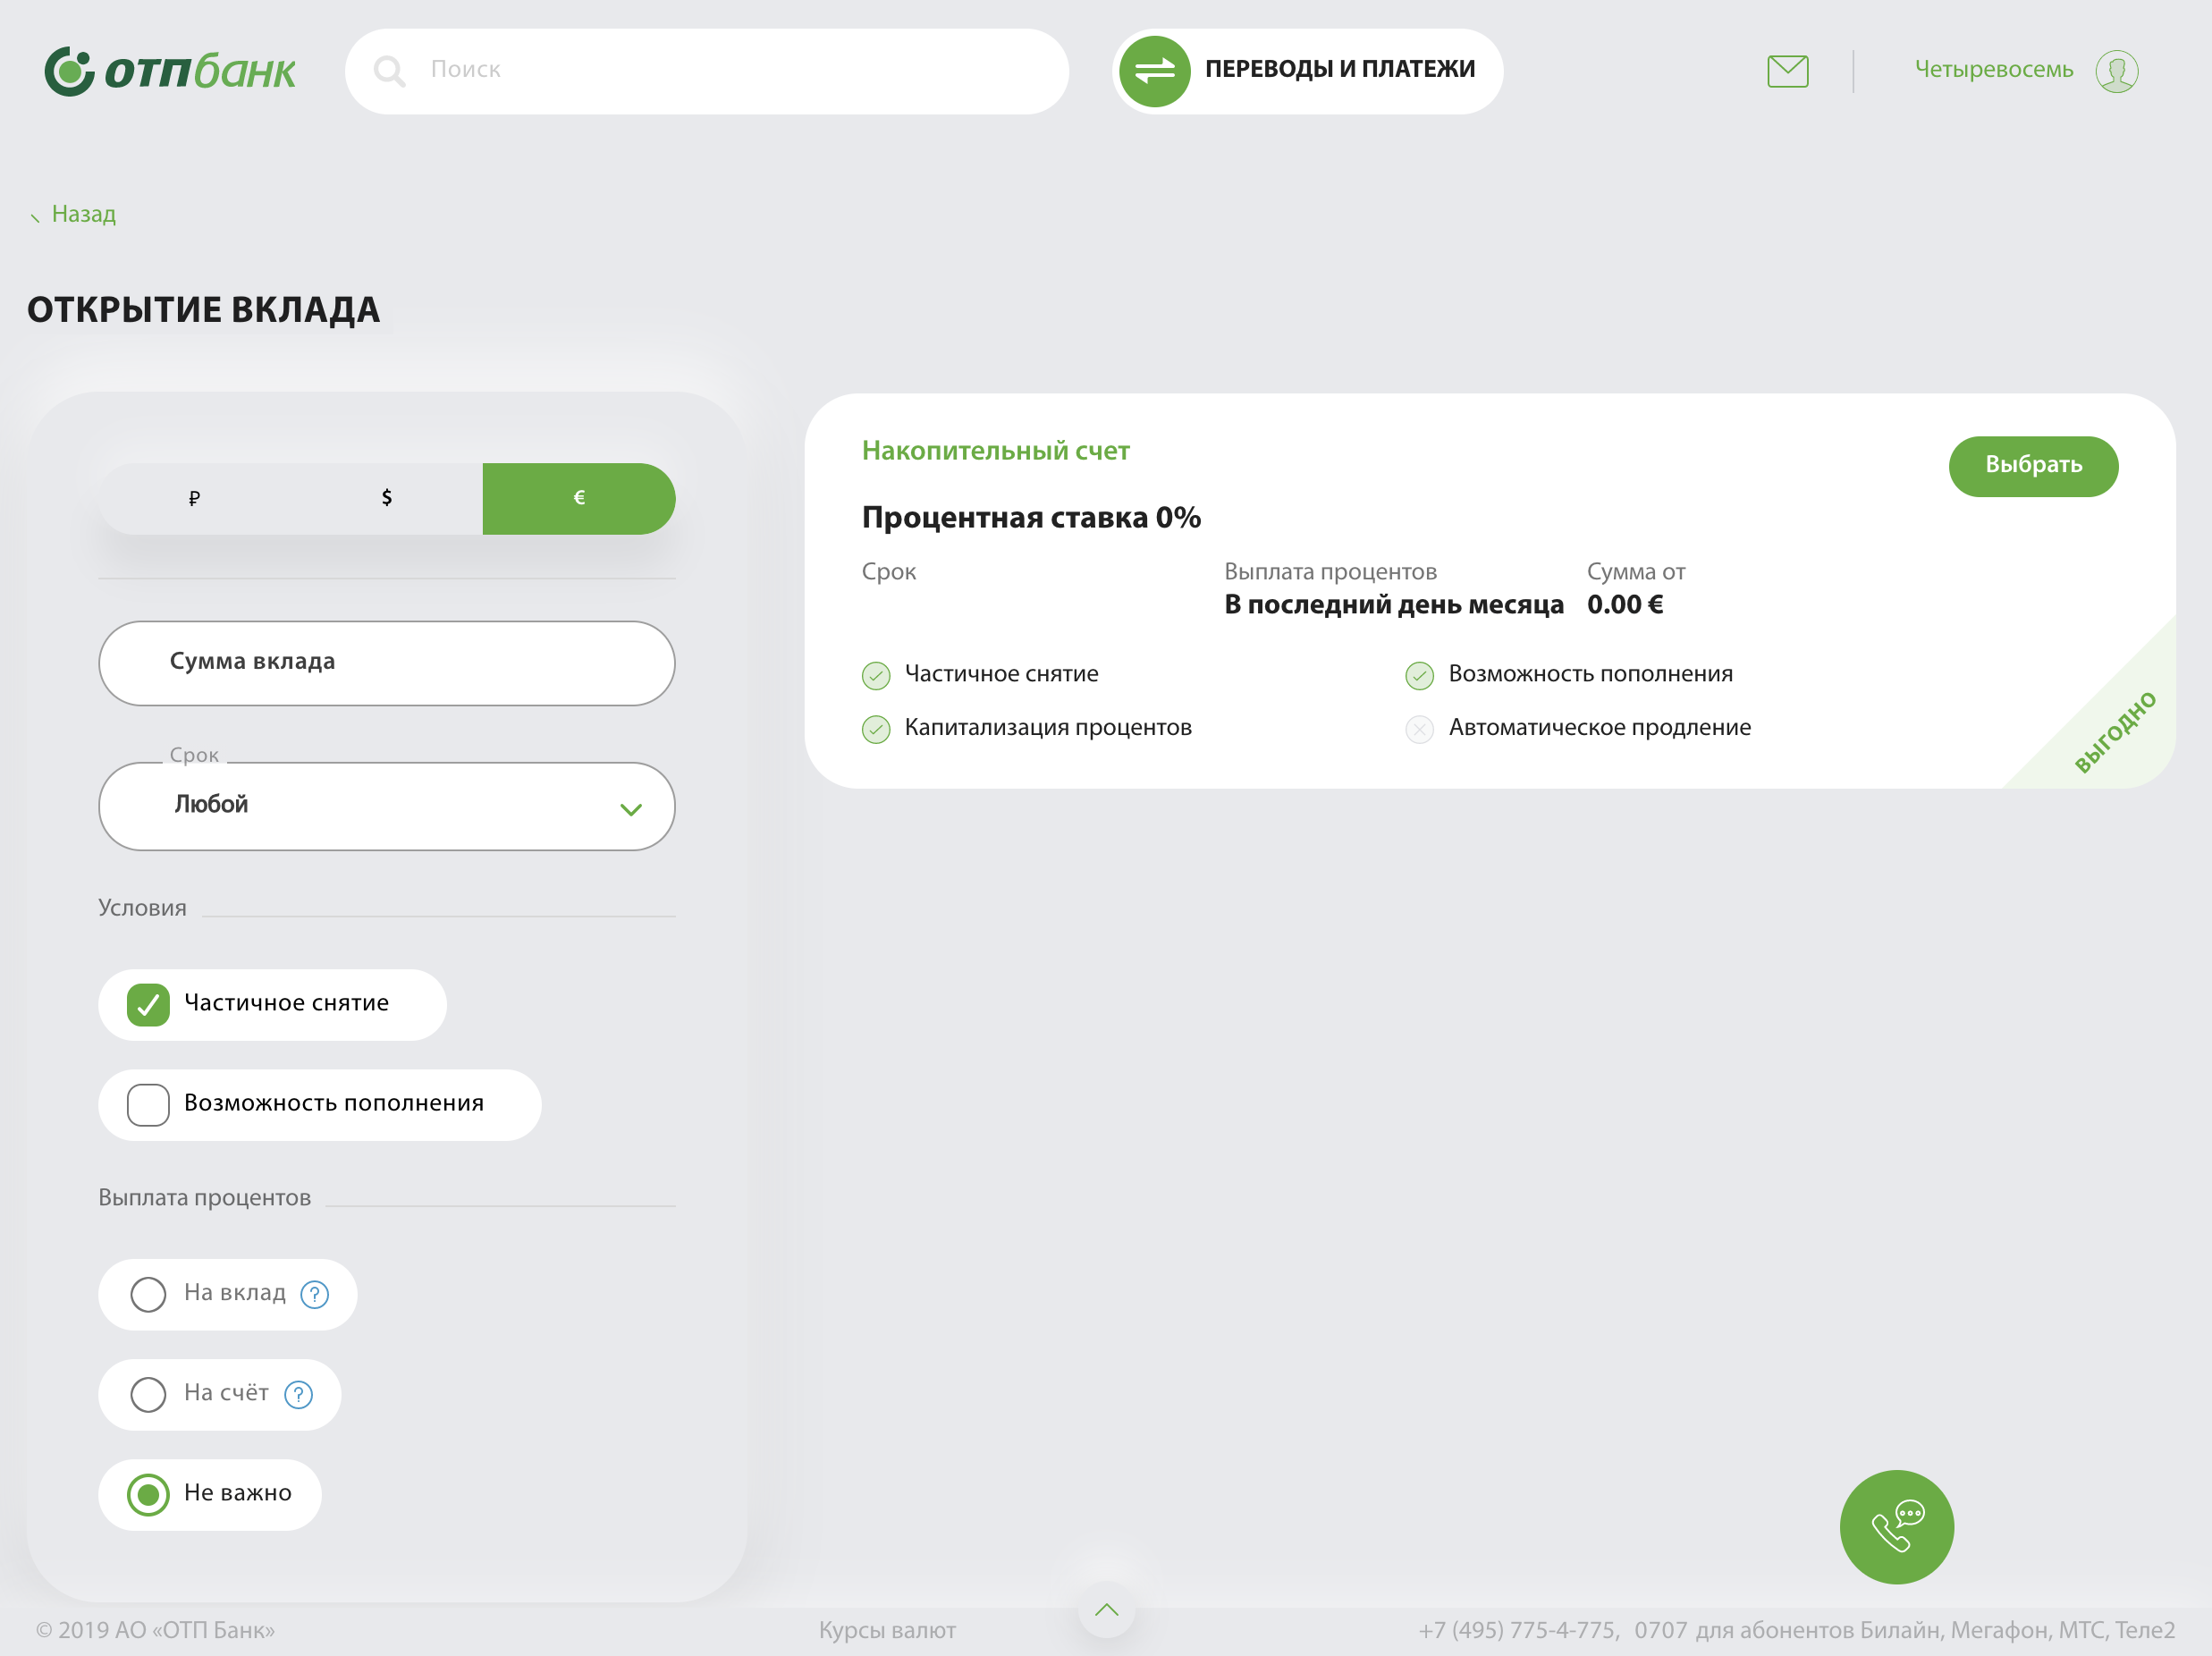 отпбанк
Поиск
ПЕРЕВОДЫ И ПЛАТЕЖИ
Четыревосемь
Назад
ОТКРЫТИЕ ВКЛАДА
₽ $ €
Сумма вклада
Срок
Любой
Условия
Частичное снятие
Возможность пополнения
Выплата процентов
На вклад ?
На счёт ?
Не важно
Накопительный счет
Выбрать
Процентная ставка 0%
Срок
Выплата процентов
В последний день месяца
Сумма от
0.00 €
Частичное снятие
Возможность пополнения
Капитализация процентов
Автоматическое продление
ВЫГОДНО
© 2019 АО «ОТП Банк»
Курсы валют
+7 (495) 775-4-775, 0707 для абонентов Билайн, Мегафон, МТС, Теле2